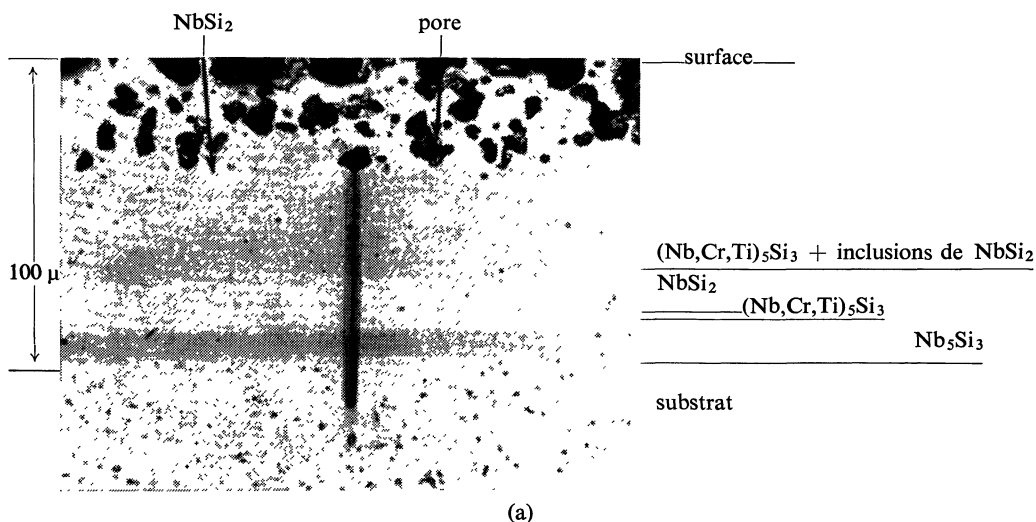 NbSi₂ pore
surface
100 μ
(Nb,Cr,Ti)₅Si₃ + inclusions de NbSi₂
NbSi₂
(Nb,Cr,Ti)₅Si₃
Nb₅Si₃
substrat
(a)